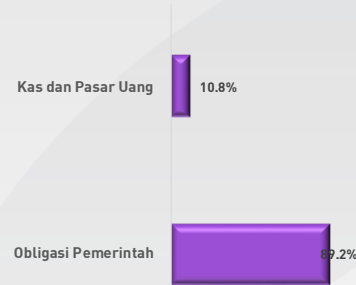 Kas dan Pasar Uang 10.8%
Obligasi Pemerintah 89.2%